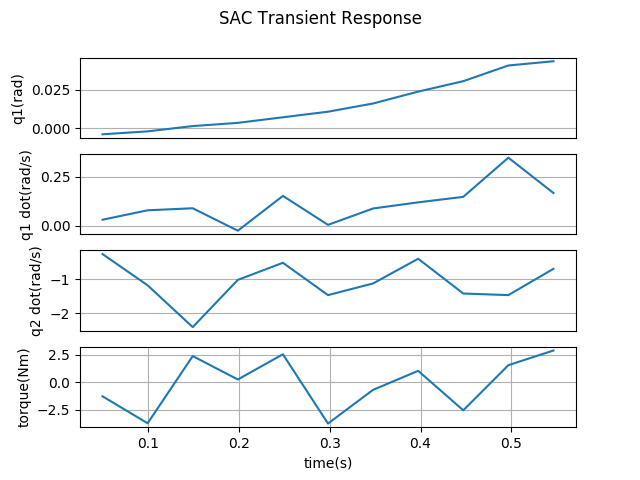 SAC Transient Response
q1(rad)
0.025
0.000
q1 dot(rad/s)
0.25
0.00
q2 dot(rad/s)
−1
−2
torque(Nm)
2.5
0.0
−2.5
0.1 0.2 0.3 0.4 0.5
time(s)